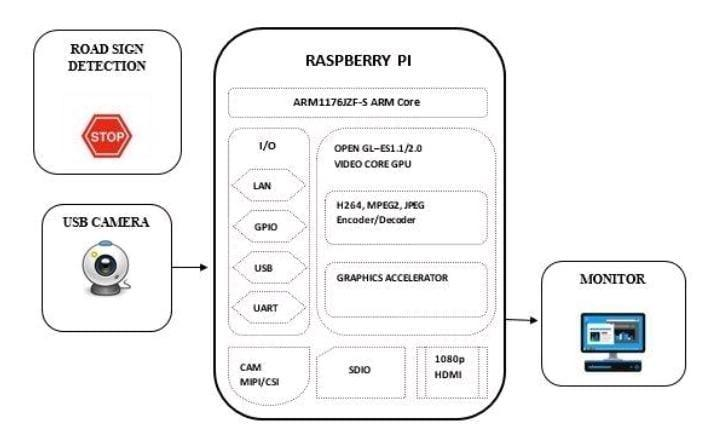 ROAD SIGN
DETECTION
STOP
USB CAMERA
RASPBERRY PI
ARM1176JZF-S ARM Core
I/O
LAN
GPIO
USB
UART
OPEN GL–ES1.1/2.0
VIDEO CORE GPU
H264, MPEG2, JPEG
Encoder/Decoder
GRAPHICS ACCELERATOR
CAM
MIPI/CSI
SDIO
1080p
HDMI
MONITOR